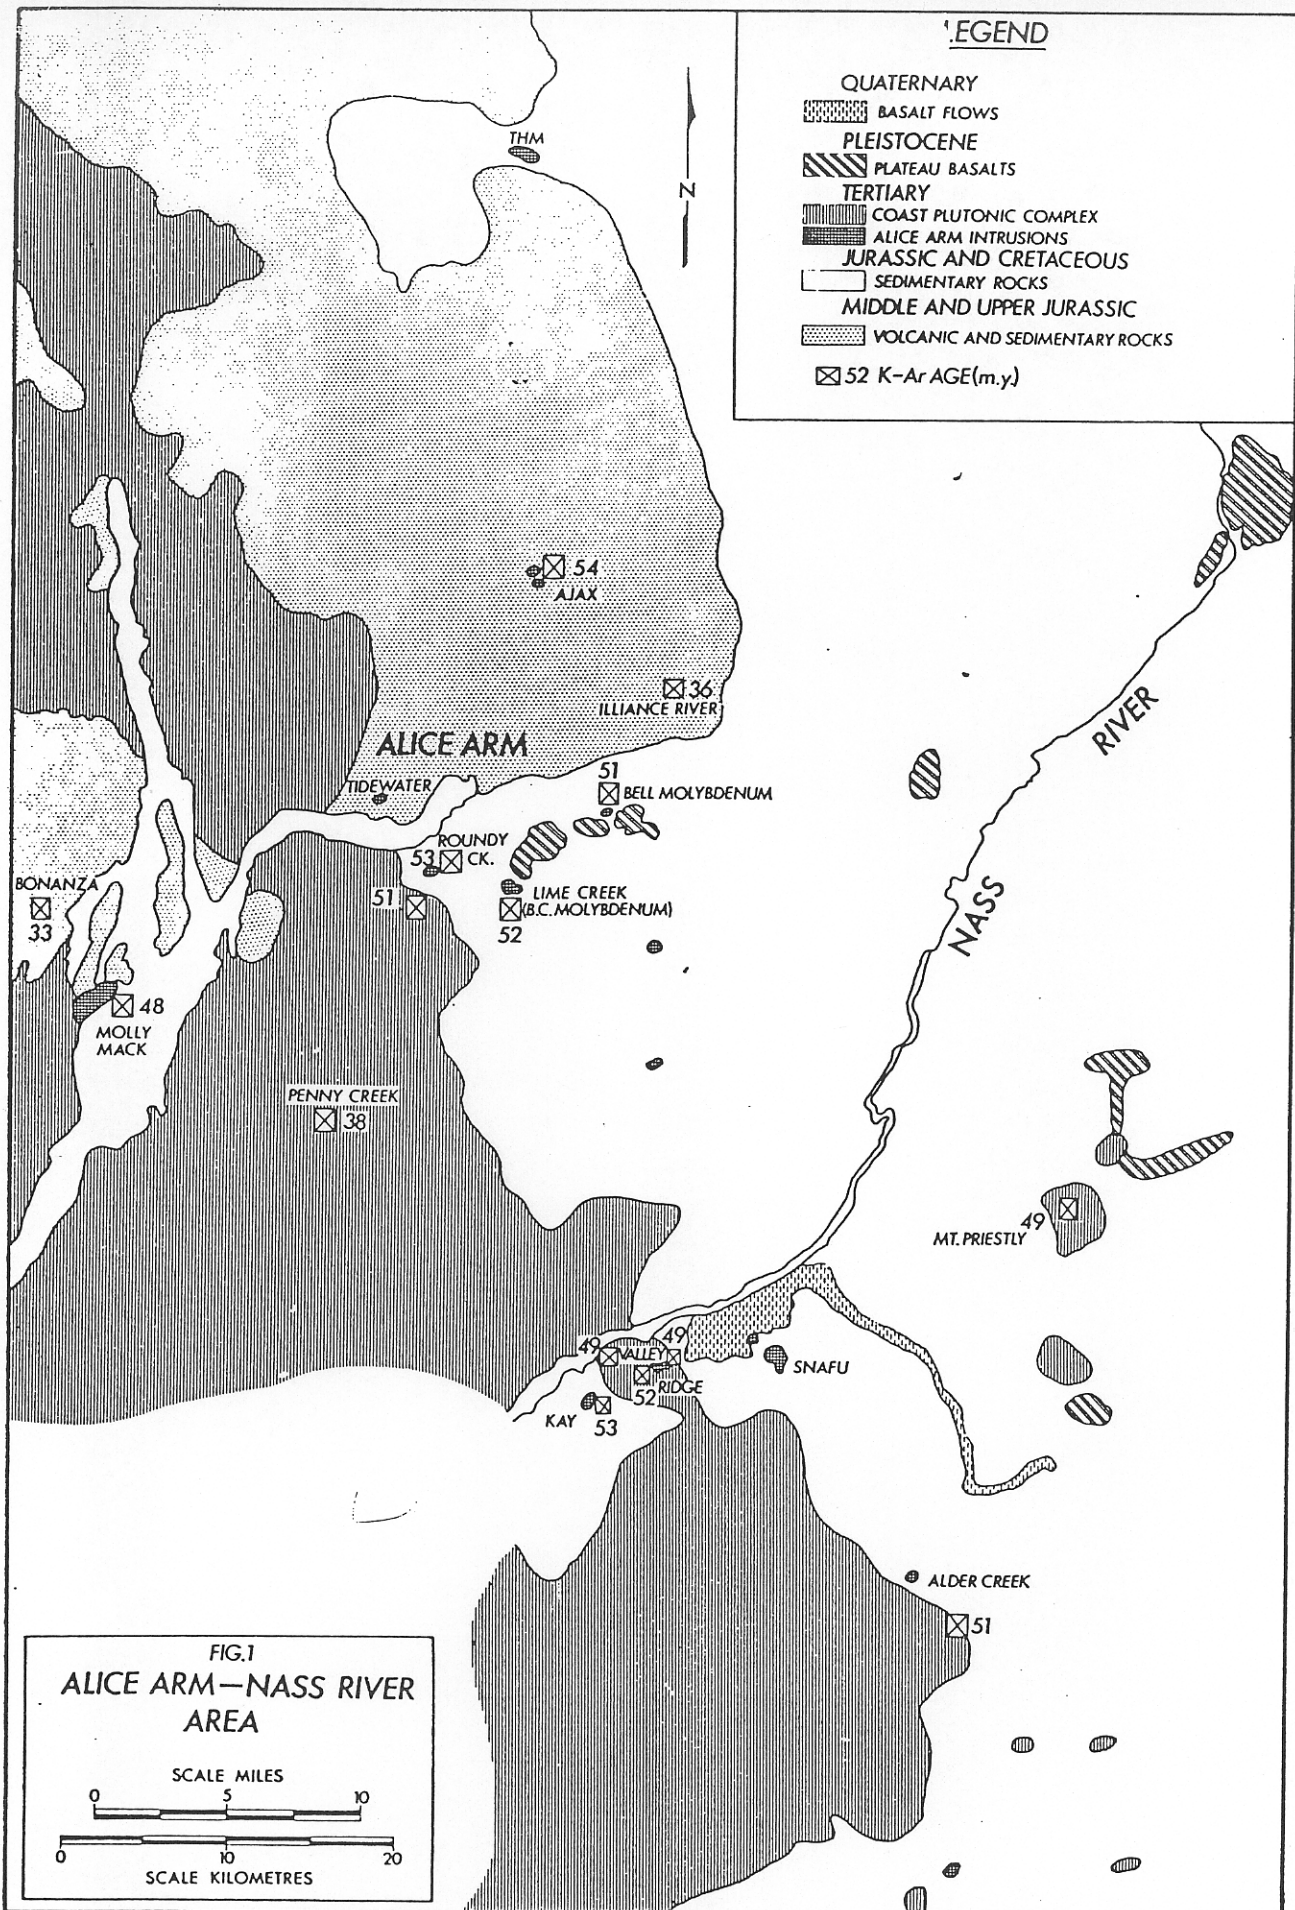 LEGEND
QUATERNARY
BASALT FLOWS
PLEISTOCENE
PLATEAU BASALTS
TERTIARY
COAST PLUTONIC COMPLEX
ALICE ARM INTRUSIONS
JURASSIC AND CRETACEOUS
SEDIMENTARY ROCKS
MIDDLE AND UPPER JURASSIC
VOLCANIC AND SEDIMENTARY ROCKS
52 K-Ar AGE (m.y.)
THM
N
54
AJAX
36
ILLIANCE RIVER
ALICE ARM
TIDEWATER
51
BELL MOLYBDENUM
ROUNDY
53 CK.
51
LIME CREEK
(B.C. MOLYBDENUM)
52
BONANZA
33
48
MOLLY
MACK
PENNY CREEK
38
NASS RIVER
49
MT. PRIESTLY
49
VALLEY
49
RIDGE
52
SNAFU
KAY
53
ALDER CREEK
51
FIG.1
ALICE ARM—NASS RIVER
AREA
SCALE MILES
0 5 10
0 10 20
SCALE KILOMETRES